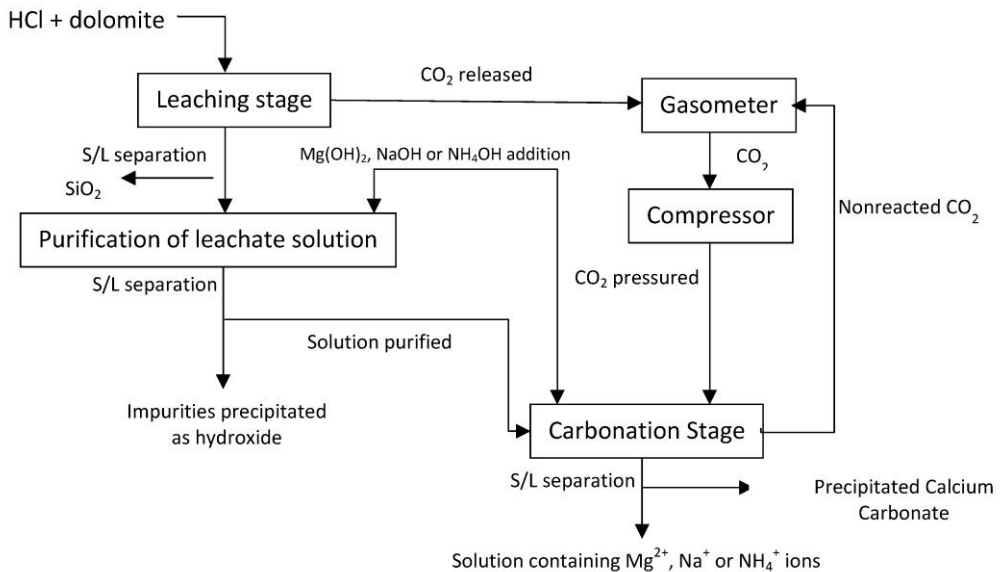 HCl + dolomite
CO₂ released
Leaching stage
Gasometer
S/L separation
SiO₂
Mg(OH)₂, NaOH or NH₄OH addition
CO₂
Nonreacted CO₂
Compressor
Purification of leachate solution
S/L separation
CO₂ pressured
Solution purified
Impurities precipitated
as hydroxide
Carbonation Stage
S/L separation
Precipitated Calcium
Carbonate
Solution containing Mg²⁺, Na⁺ or NH₄⁺ ions